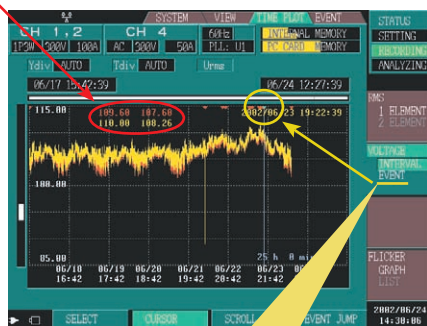 SYSTEM VIEW TIME PLOT EVENT
CH 1,2 CH 4
60Hz INTERNAL MEMORY
1P3W 300V 100A AC 300V 50A PLL: U1 PC CARD MEMORY
Ydiv AUTO Tdiv AUTO Urms
06/17 15:42:39 06/24 12:27:39
115.00
109.60 107.60
110.00 108.26
2002/06/23 19:22:39
100.00
85.00
25 h 0 mi
06/18 06/19 06/20 06/21 06/22 06/23
16:42 17:42 18:42 19:42 20:42 21:42
SELECT CURSOR SCROLL EVENT JUMP
STATUS
SETTING
RECORDING
ANALYZING
RMS
1 ELEMENT
2 ELEMENT
VOLTAGE
INTERVAL
EVENT
FLICKER
GRAPH
LIST
2002/06/24
14:30:06